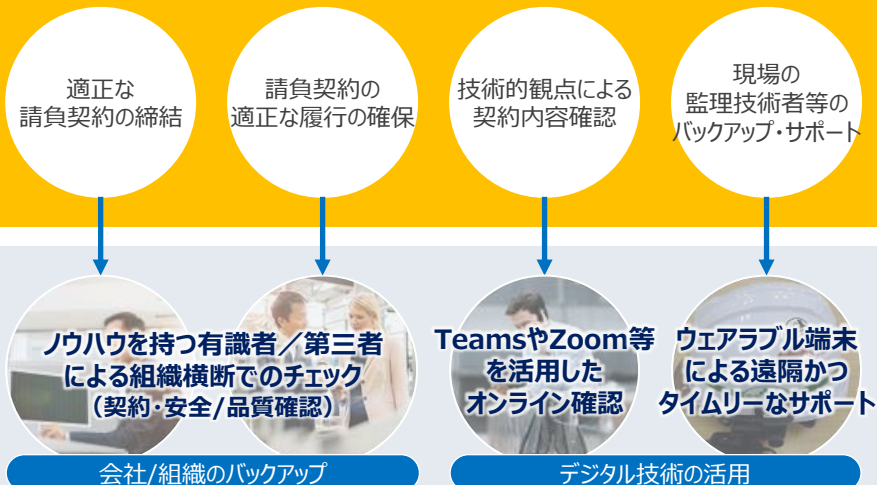 適正な
請負契約の締結
請負契約の
適正な履行の確保
技術的観点による
契約内容確認
現場の
監理技術者等の
バックアップ・サポート
ノウハウを持つ有識者／第三者
による組織横断でのチェック
（契約・安全/品質確認）
TeamsやZoom等
を活用した
オンライン確認
ウェアラブル端末
による遠隔かつ
タイムリーなサポート
会社/組織のバックアップ
デジタル技術の活用